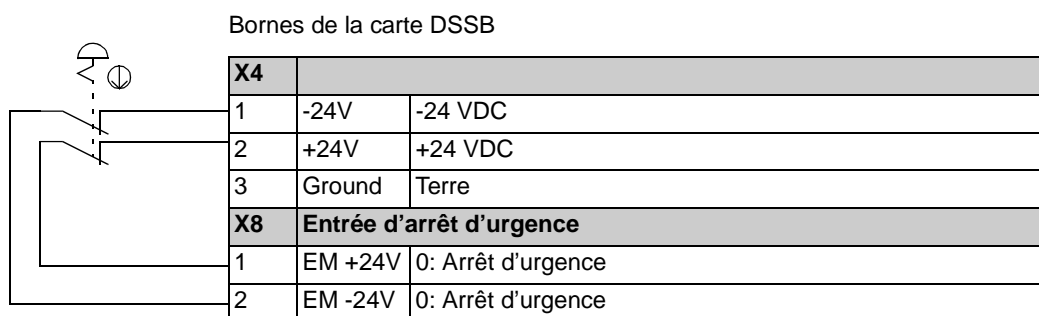 Bornes de la carte DSSB
X4
1 -24V -24 VDC
2 +24V +24 VDC
3 Ground Terre
X8 Entrée d'arrêt d'urgence
1 EM +24V 0: Arrêt d'urgence
2 EM -24V 0: Arrêt d'urgence